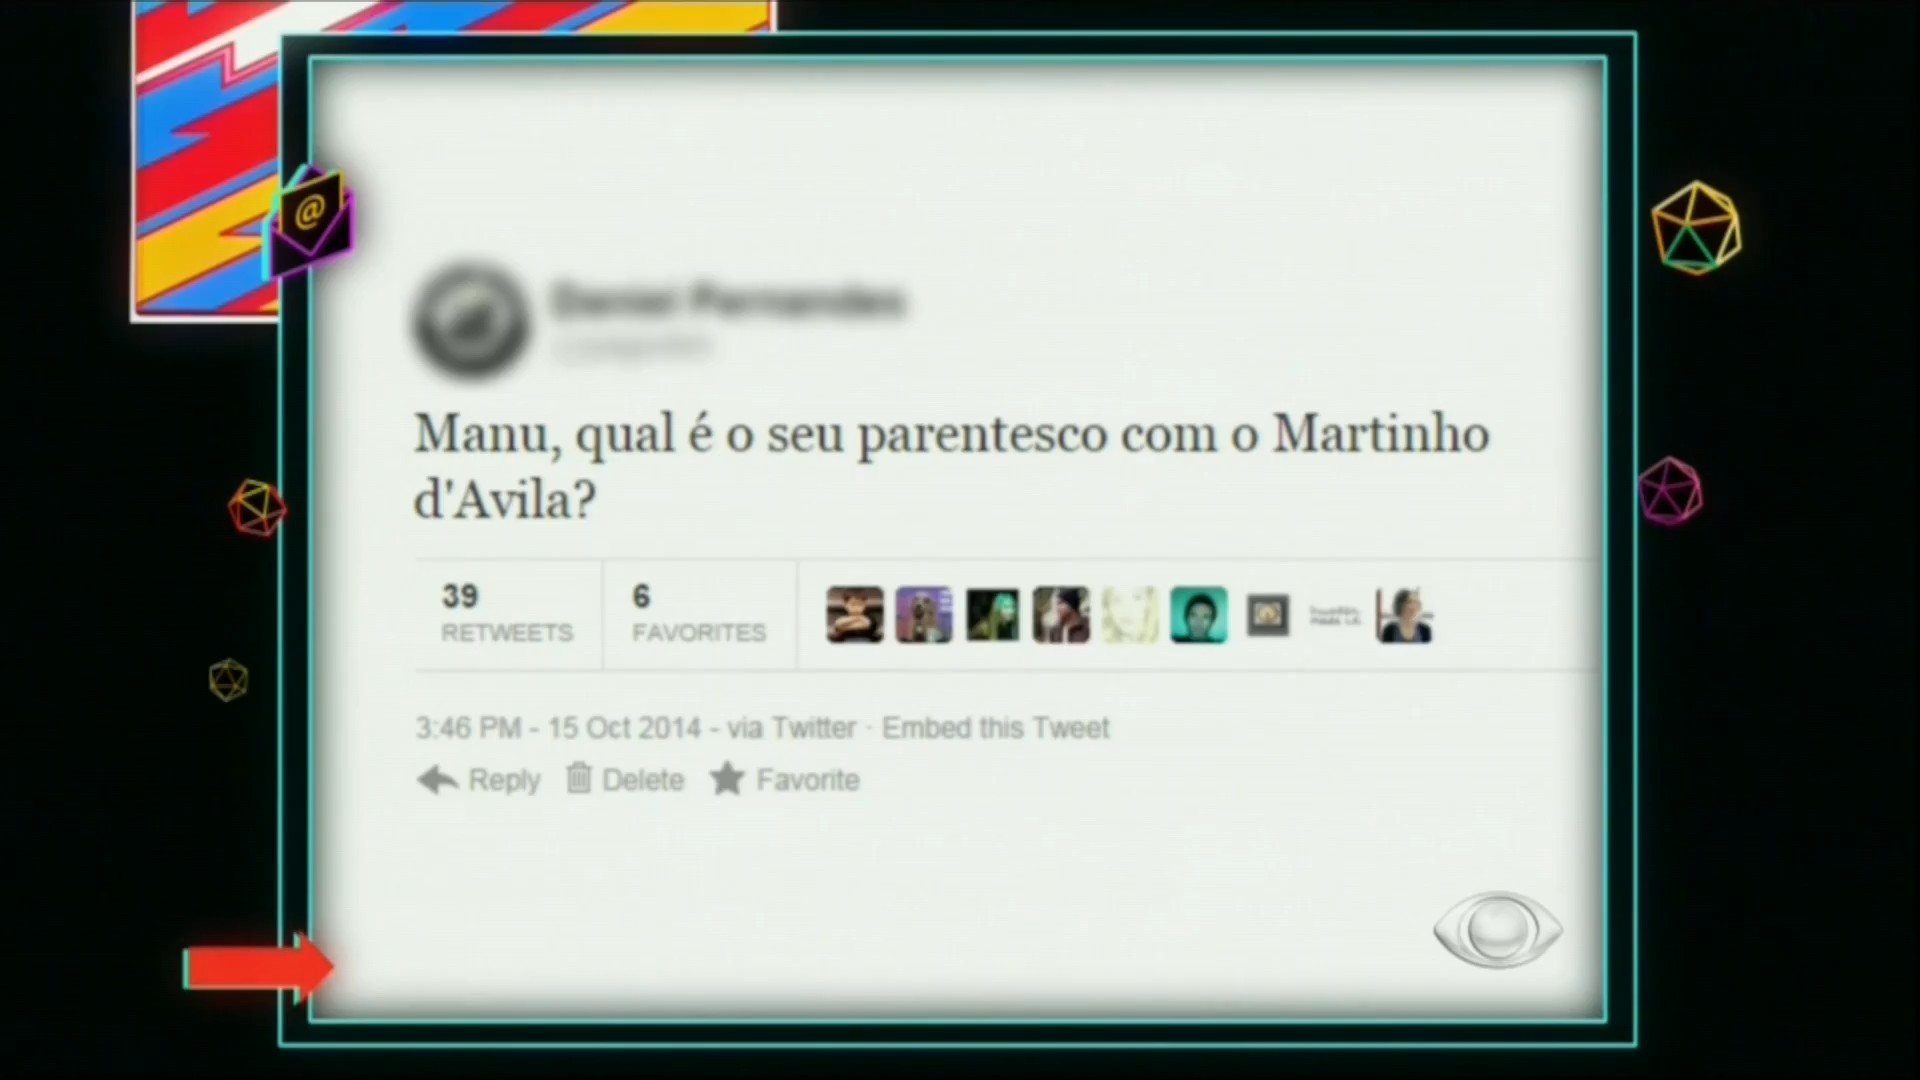 @
Manu, qual é o seu parentesco com o Martinho
d'Avila?
39
RETWEETS
6
FAVORITES
3:46 PM - 15 Oct 2014 - via Twitter · Embed this Tweet
Reply Delete Favorite